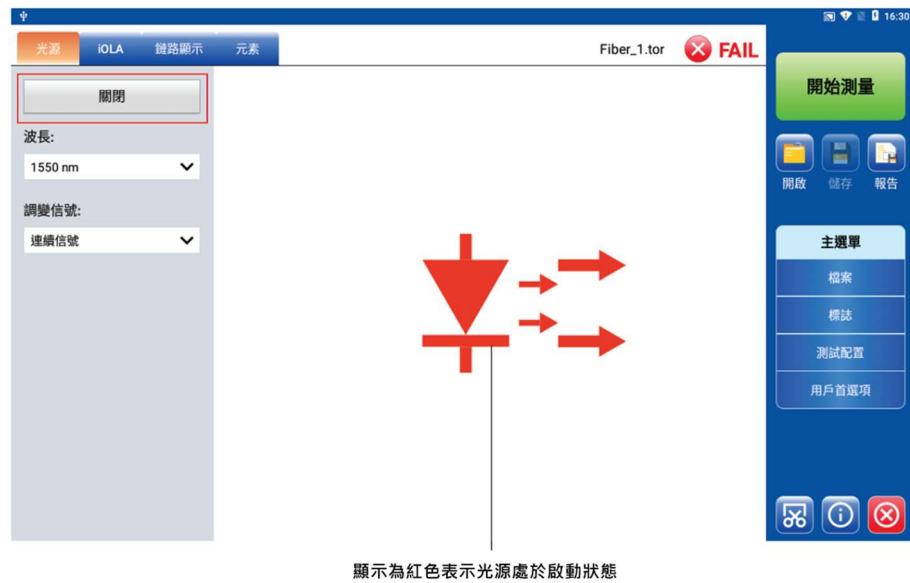 16:30
光源 iOLA 鏈路顯示 元素 Fiber_1.tor FAIL
關閉
波長:
1550 nm
調變信號:
連續信號
開始測量
開啟 儲存 報告
主選單
檔案
標誌
測試配置
用戶首選項
顯示為紅色表示光源處於啟動狀態